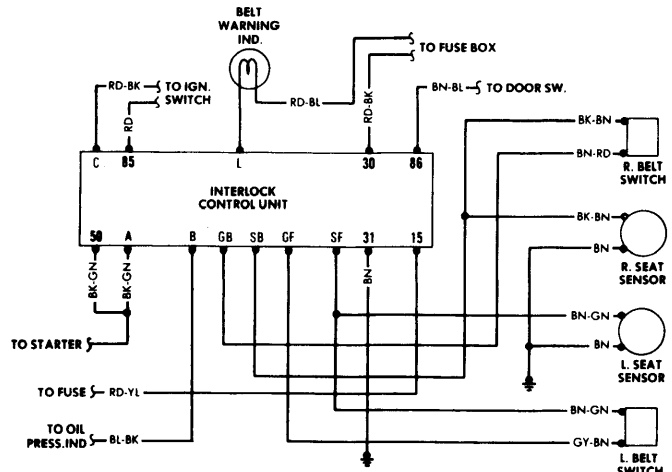 BELT
WARNING
IND.
TO FUSE BOX
RD-BK
TO IGN.
SWITCH
RD
RD-BL
RD-BK
BN-BL
TO DOOR SW.
BK-BN
BN-RD
R. BELT
SWITCH
C 85 L 30 86
INTERLOCK
CONTROL UNIT
50 A B GB SB GF SF 31 15
BK-GN
BK-GN
BN
BK-BN
BN
R. SEAT
SENSOR
BN-GN
BN
L. SEAT
SENSOR
TO STARTER
TO FUSE
RD-YL
TO OIL
PRESS.IND
BL-BK
BN-GN
GY-BN
L. BELT
SWITCH